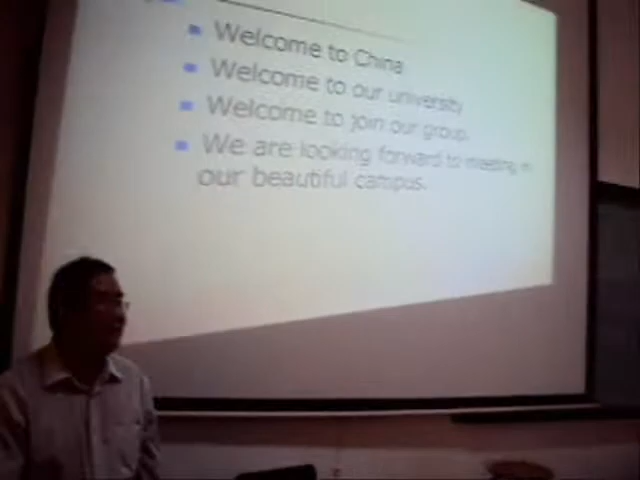 Welcome to China
Welcome to our university
Welcome to join our group.
We are looking forward to meeting in
our beautiful campus.